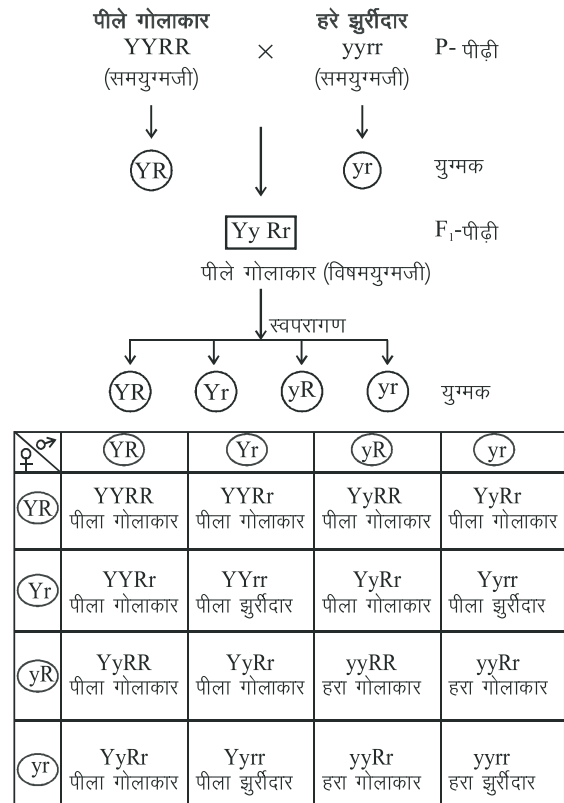 पीले गोलाकार हरे झुर्रीदार
YYRR × yyrr P- पीढ़ी
(समयुग्मजी) (समयुग्मजी)
YR yr युग्मक
Yy Rr F₁-पीढ़ी
पीले गोलाकार (विषमयुग्मजी)
स्वपरागण
YR Yr yR yr युग्मक
♀ ♂ YR Yr yR yr
YR YYRR YYRr YyRR YyRr
पीला गोलाकार पीला गोलाकार पीला गोलाकार पीला गोलाकार
Yr YYRr YYrr YyRr Yyrr
पीला गोलाकार पीला झुर्रीदार पीला गोलाकार पीला झुर्रीदार
yR YyRR YyRr yyRR yyRr
पीला गोलाकार पीला गोलाकार हरा गोलाकार हरा गोलाकार
yr YyRr Yyrr yyRr yyrr
पीला गोलाकार पीला झुर्रीदार हरा गोलाकार हरा झुर्रीदार